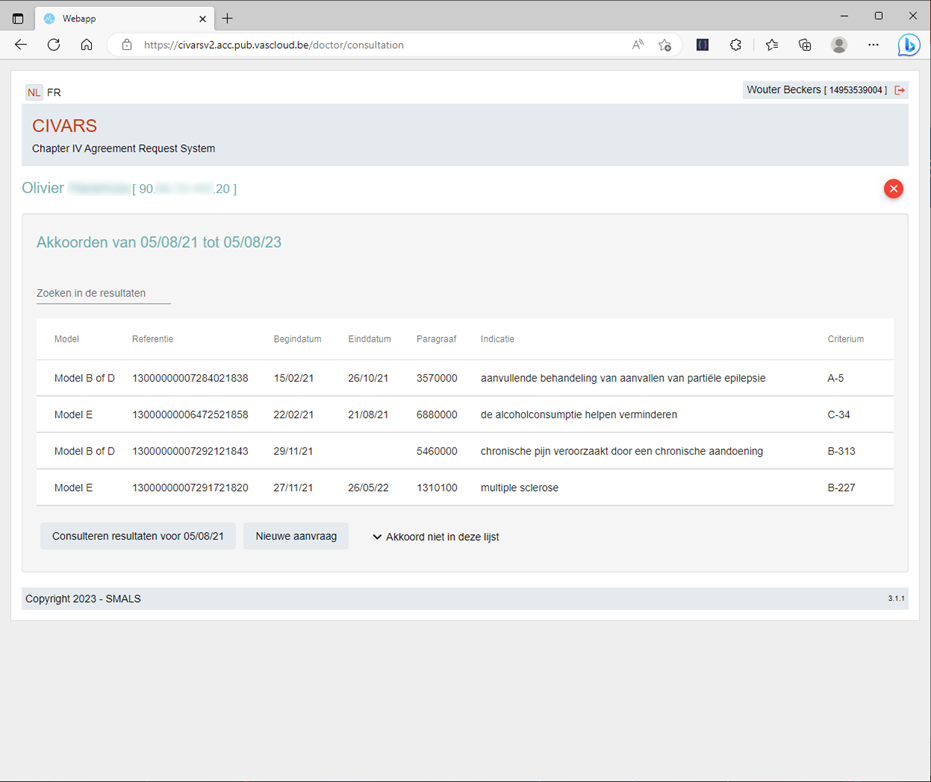 Webapp
https://civarsv2.acc.pub.vascloud.be/doctor/consultation
NL FR
Wouter Beckers [ 14953539004 ]
CIVARS
Chapter IV Agreement Request System
Olivier [ 90. .20 ]
Akkoorden van 05/08/21 tot 05/08/23
Zoeken in de resultaten
Model Referentie Begindatum Einddatum Paragraaf Indicatie Criterium
Model B of D 13000000007284021838 15/02/21 26/10/21 3570000 aanvullende behandeling van aanvallen van partiële epilepsie A-5
Model E 13000000006472521858 22/02/21 21/08/21 6880000 de alcoholconsumptie helpen verminderen C-34
Model B of D 13000000007292121843 29/11/21 5460000 chronische pijn veroorzaakt door een chronische aandoening B-313
Model E 13000000007291721820 27/11/21 26/05/22 1310100 multiple sclerose B-227
Consulteren resultaten voor 05/08/21 Nieuwe aanvraag Akkoord niet in deze lijst
Copyright 2023 - SMALS 3.1.1